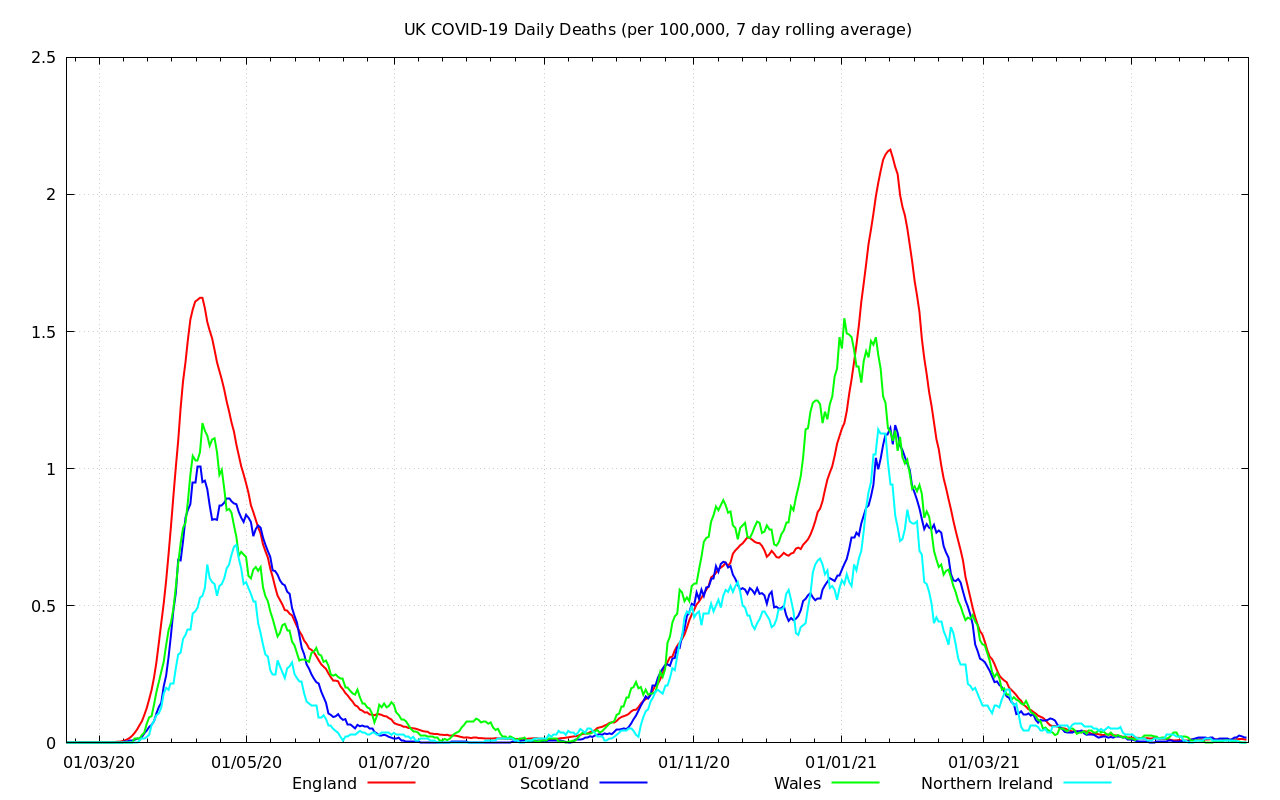 UK COVID-19 Daily Deaths (per 100,000, 7 day rolling average)
2.5
2
1.5
1
0.5
0
01/03/20 01/05/20 01/07/20 01/09/20 01/11/20 01/01/21 01/03/21 01/05/21
England Scotland Wales Northern Ireland